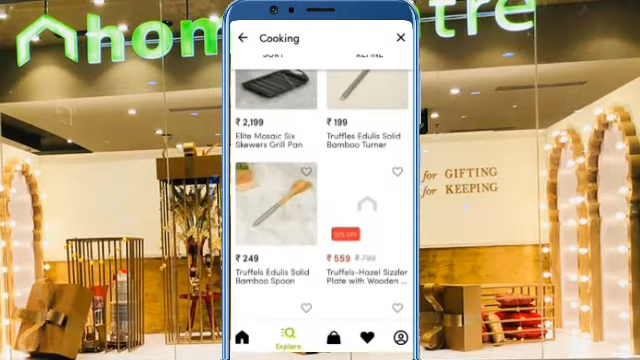 hom tre
Cooking
SORT REFINE
₹ 2,199
Elite Mosaic Six
Skewers Grill Pan
₹ 199
Truffles Edulis Solid
Bamboo Turner
for GIFTING
for KEEPING
₹ 249
Truffels Edulis Solid
Bamboo Spoon
₹ 559 ₹ 799
Truffels-Hazel Sizzler
Plate with Wooden ...
Explore